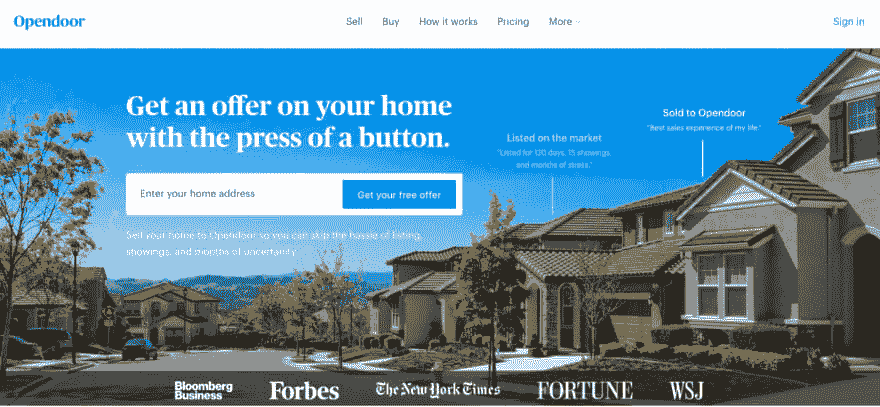 Opendoor
Sell Buy How it works Pricing More
Sign in
Get an offer on your home
with the press of a button.
Enter your home address
Get your free offer
Sell your home to Opendoor so you can skip the hassle of listing,
showings, and months of uncertainty.
Listed on the market
"Listed for 120 days, 15 showings,
and months of stress."
Sold to Opendoor
"Best sales experience of my life."
Bloomberg
Business
Forbes
The New York Times
FORTUNE
WSJ